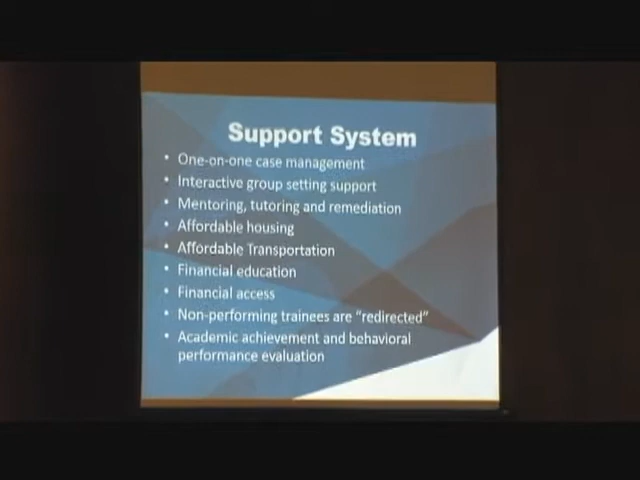 Support System
• One-on-one case management
• Interactive group setting support
• Mentoring, tutoring and remediation
• Affordable housing
• Affordable Transportation
• Financial education
• Financial access
• Non-performing trainees are “redirected”
• Academic achievement and behavioral
performance evaluation